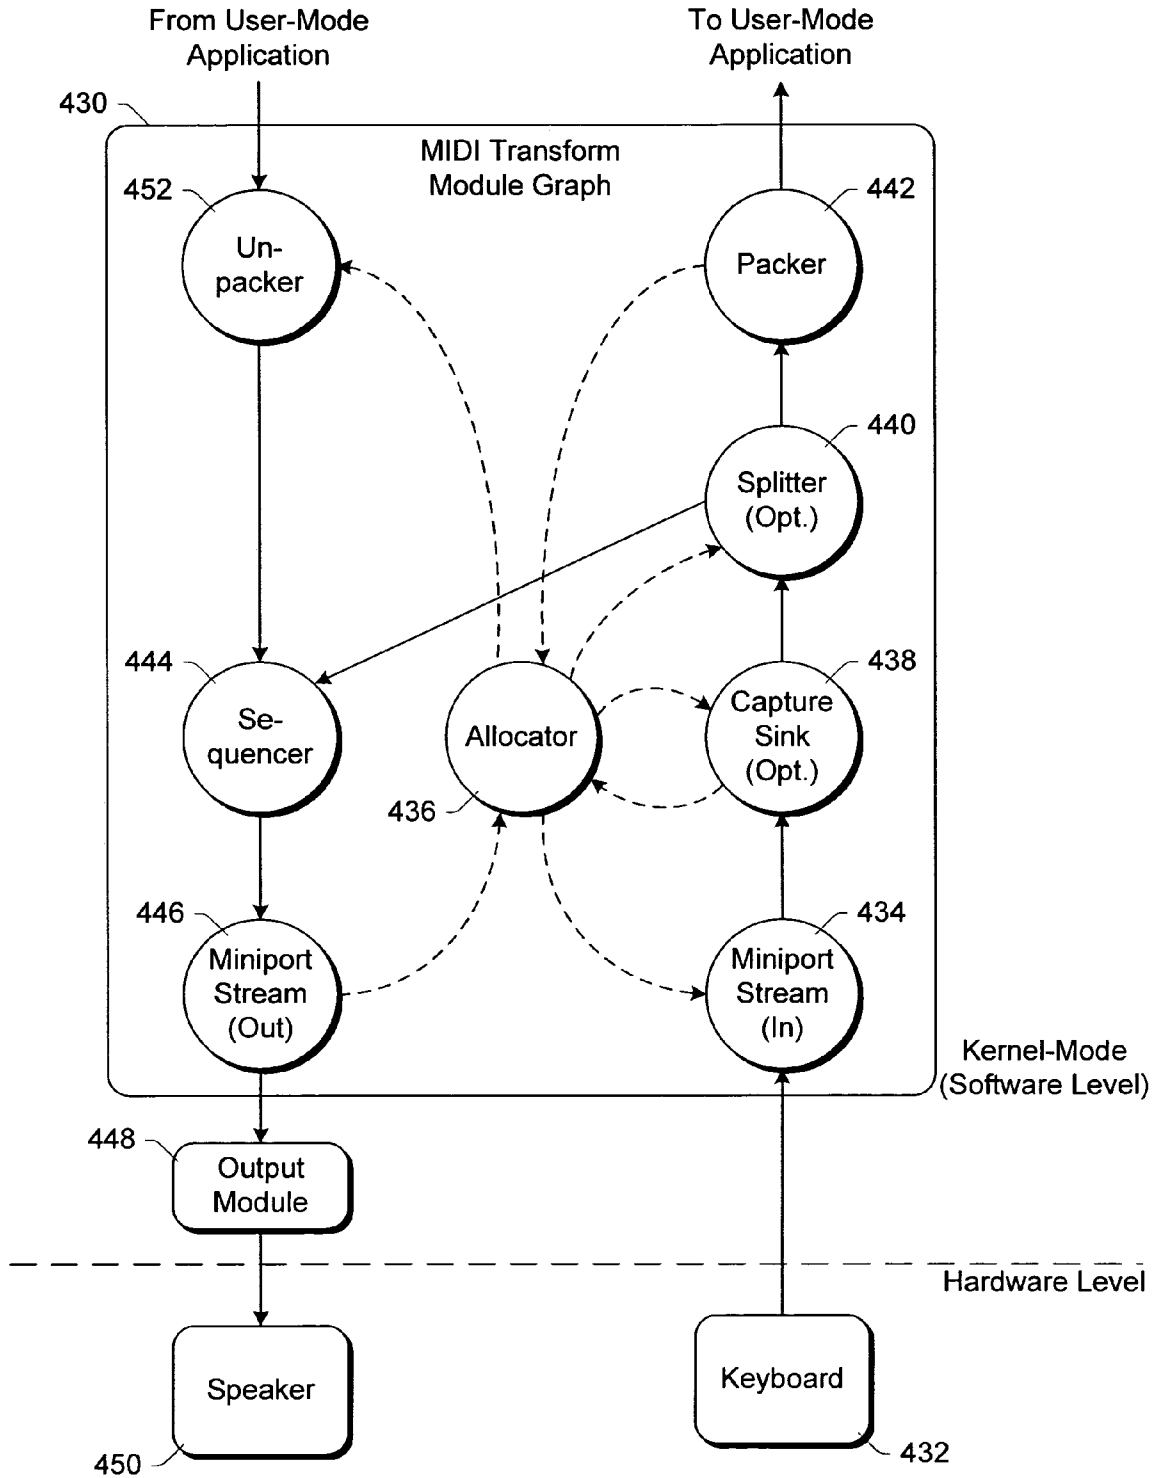 From User-Mode
Application
To User-Mode
Application
430
MIDI Transform
Module Graph
452
442
Un-
packer
Packer
440
Splitter
(Opt.)
444
438
Se-
quencer
Allocator
Capture
Sink
(Opt.)
436
446
434
Miniport
Stream
(Out)
Miniport
Stream
(In)
Kernel-Mode
(Software Level)
448
Output
Module
Hardware Level
Speaker
Keyboard
450
432